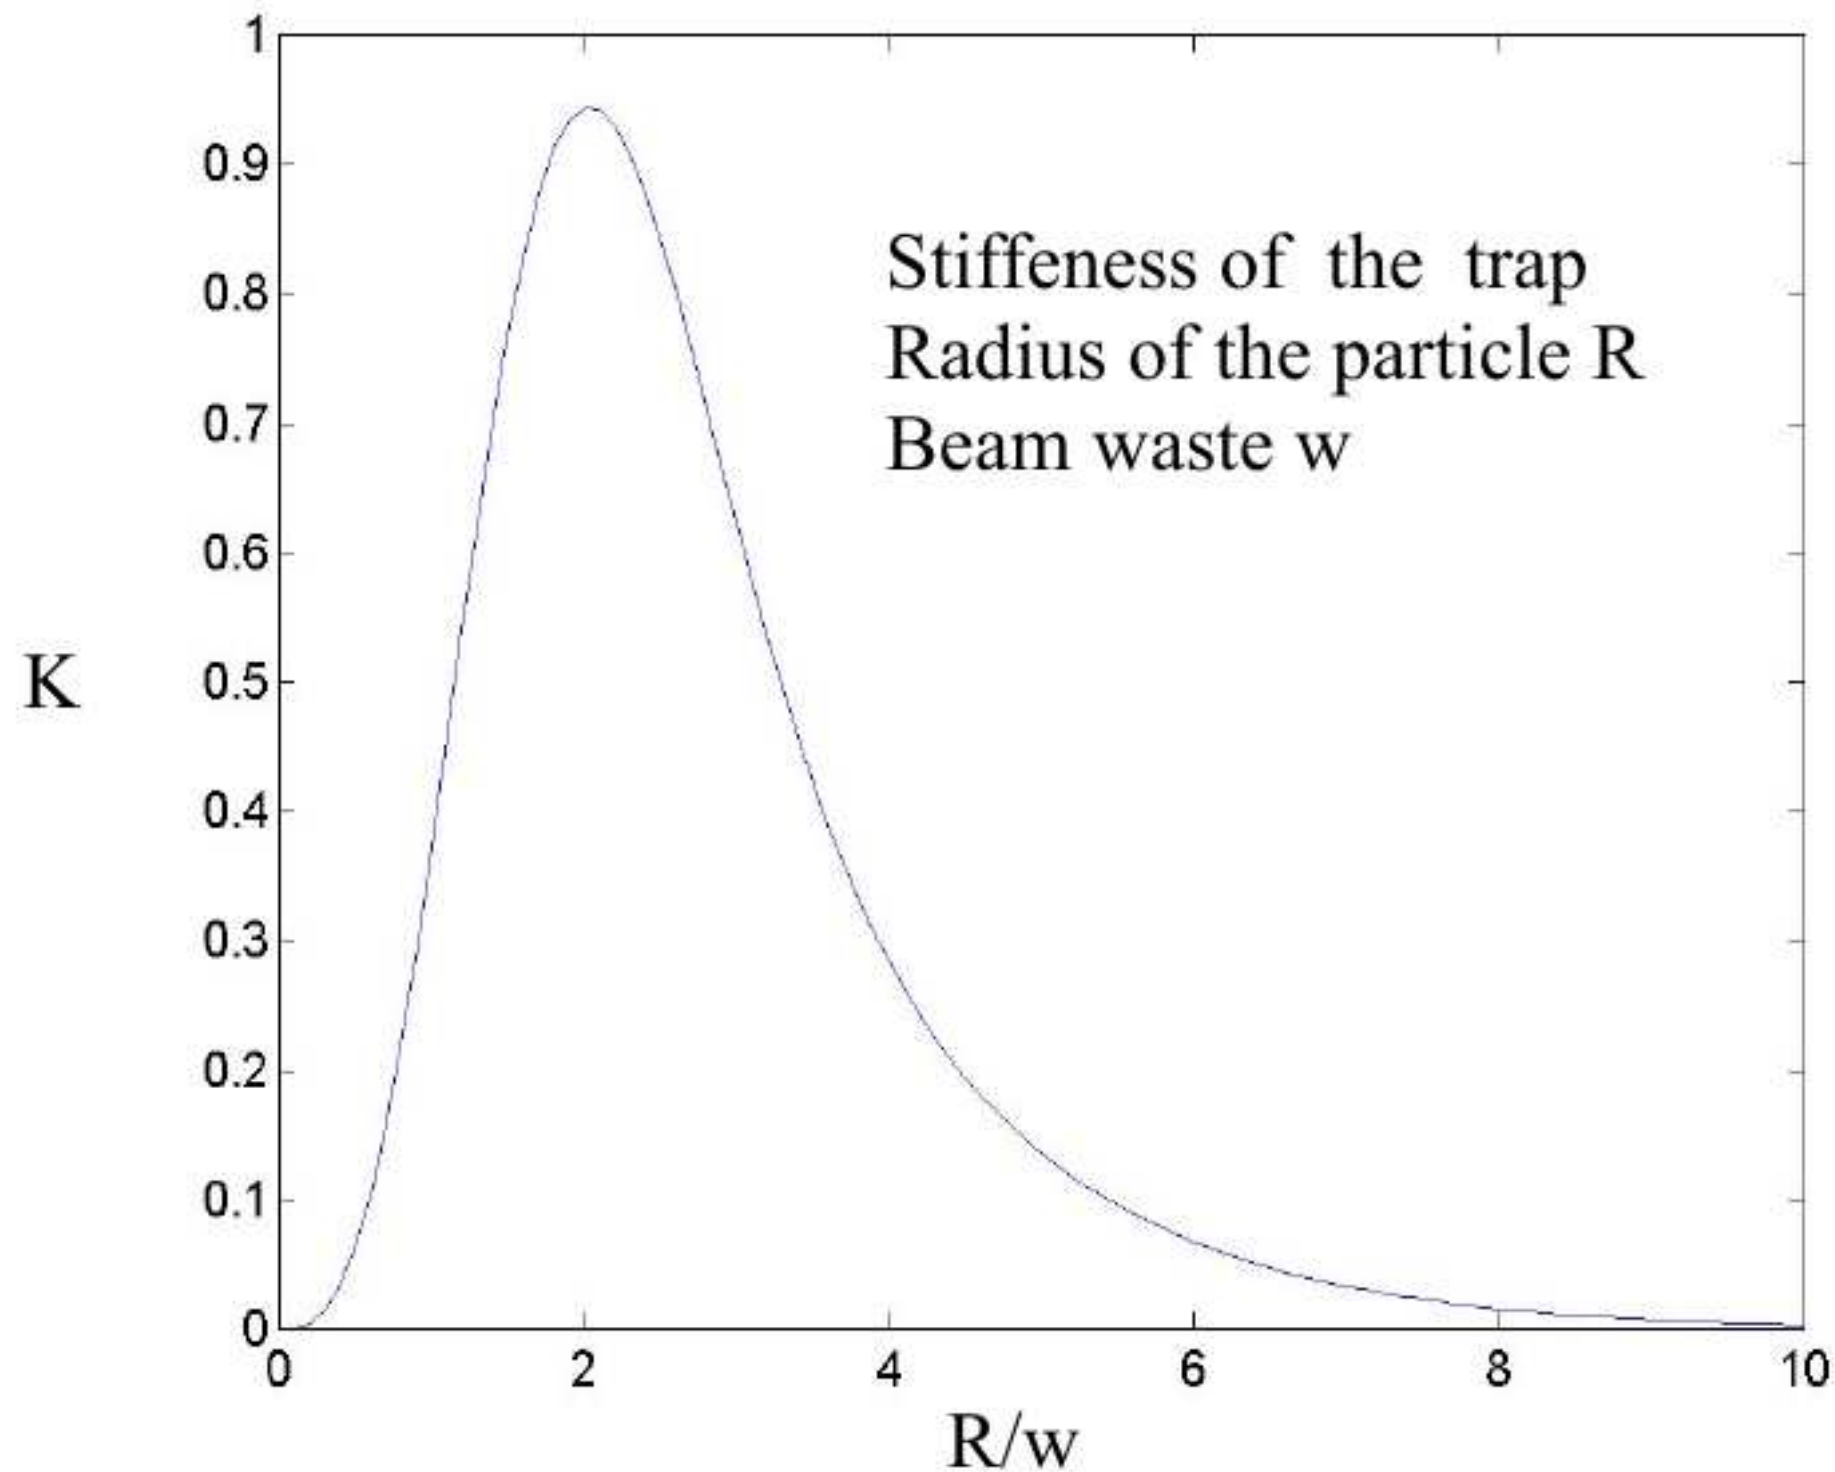 1
0.9
0.8
0.7
0.6
0.5
0.4
0.3
0.2
0.1
0
Stiffeness of the trap
Radius of the particle R
Beam waste w
K
0 2 4 6 8 10
R/w